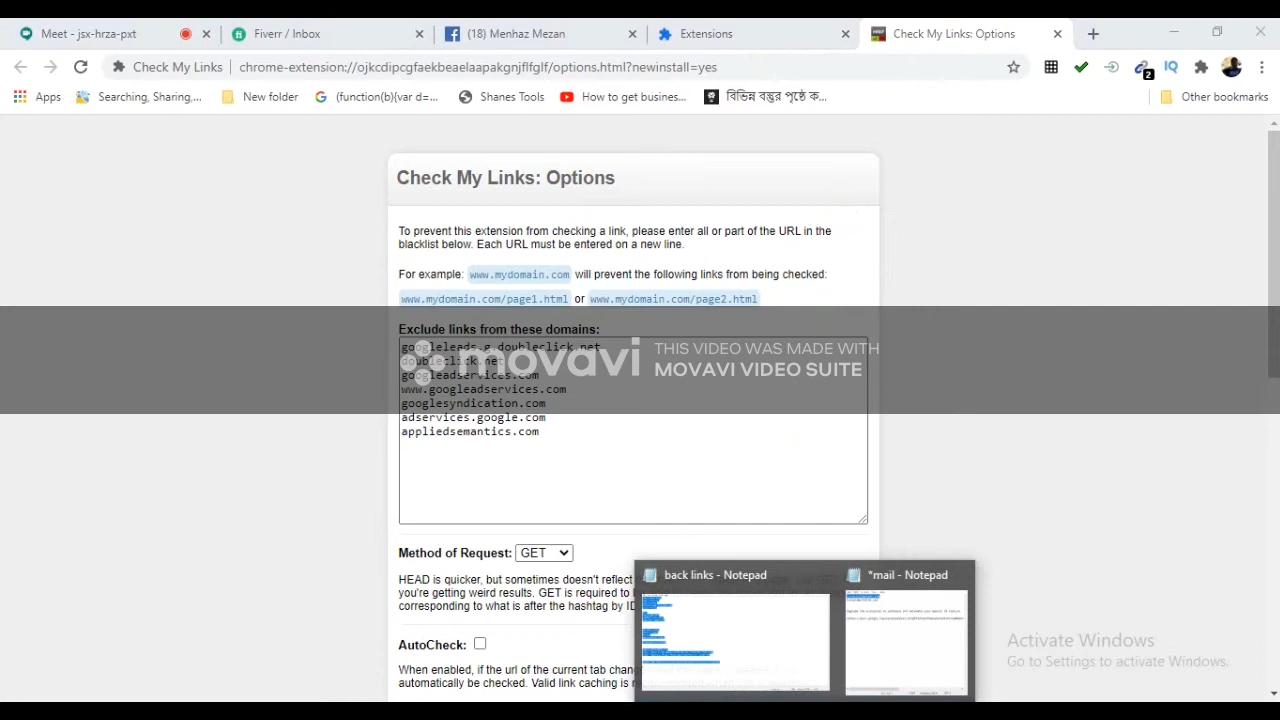 Meet - jsx-hrza-pxt
Fiverr / Inbox
(18) Menhaz Mezan
Extensions
Check My Links: Options
Check My Links
chrome-extension://ojkcdipcgfaekbeaelaapakgnjflfglf/options.html?newinstall=yes
2
IQ
Apps
Searching, Sharing,...
New folder
(function(b){var d=...
Shanes Tools
How to get busines...
বিভিন্ন বস্তুর পৃষ্ঠে ক...
Other bookmarks
Check My Links: Options
To prevent this extension from checking a link, please enter all or part of the URL in the
blacklist below. Each URL must be entered on a new line.
For example: www.mydomain.com will prevent the following links from being checked:
www.mydomain.com/page1.html or www.mydomain.com/page2.html
Exclude links from these domains:
googleleads.g.doubleclick.net
doubleclick.net
googleadservices.com
www.googleadservices.com
googlesyndication.com
adservices.google.com
appliedsemantics.com
movavi
THIS VIDEO WAS MADE WITH
MOVAVI VIDEO SUITE
Method of Request: GET
HEAD is quicker, but sometimes doesn't reflect
you're getting weird results. GET is required to
corresponding to what is after the hashtag by ID
AutoCheck:
When enabled, if the url of the current tab chan
automatically be checked. Valid link caching is
back links - Notepad
*mail - Notepad
Activate Windows
Go to Settings to activate Windows.